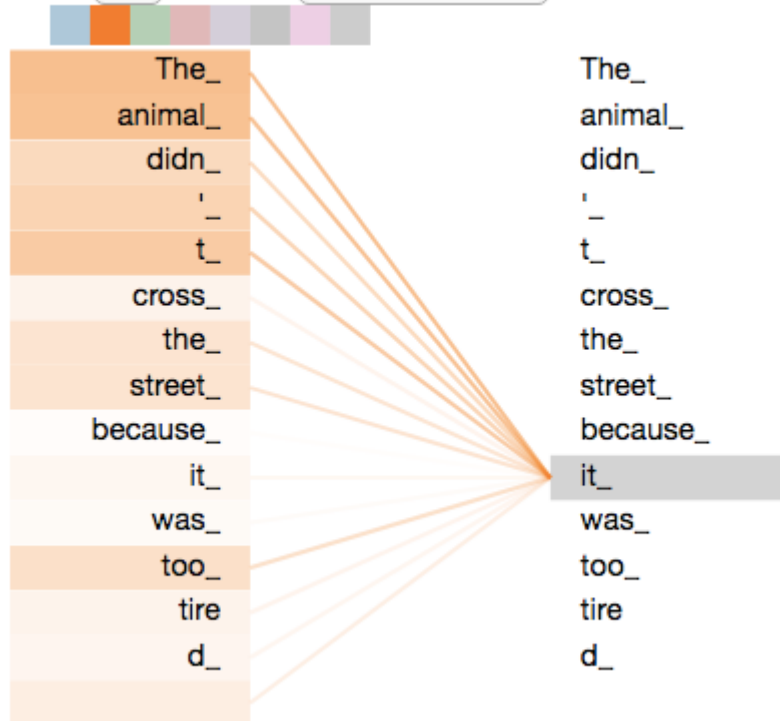 The_ The_
animal_ animal_
didn_ didn_
'_ '_
t_ t_
cross_ cross_
the_ the_
street_ street_
because_ because_
it_ it_
was_ was_
too_ too_
tire tire
d_ d_